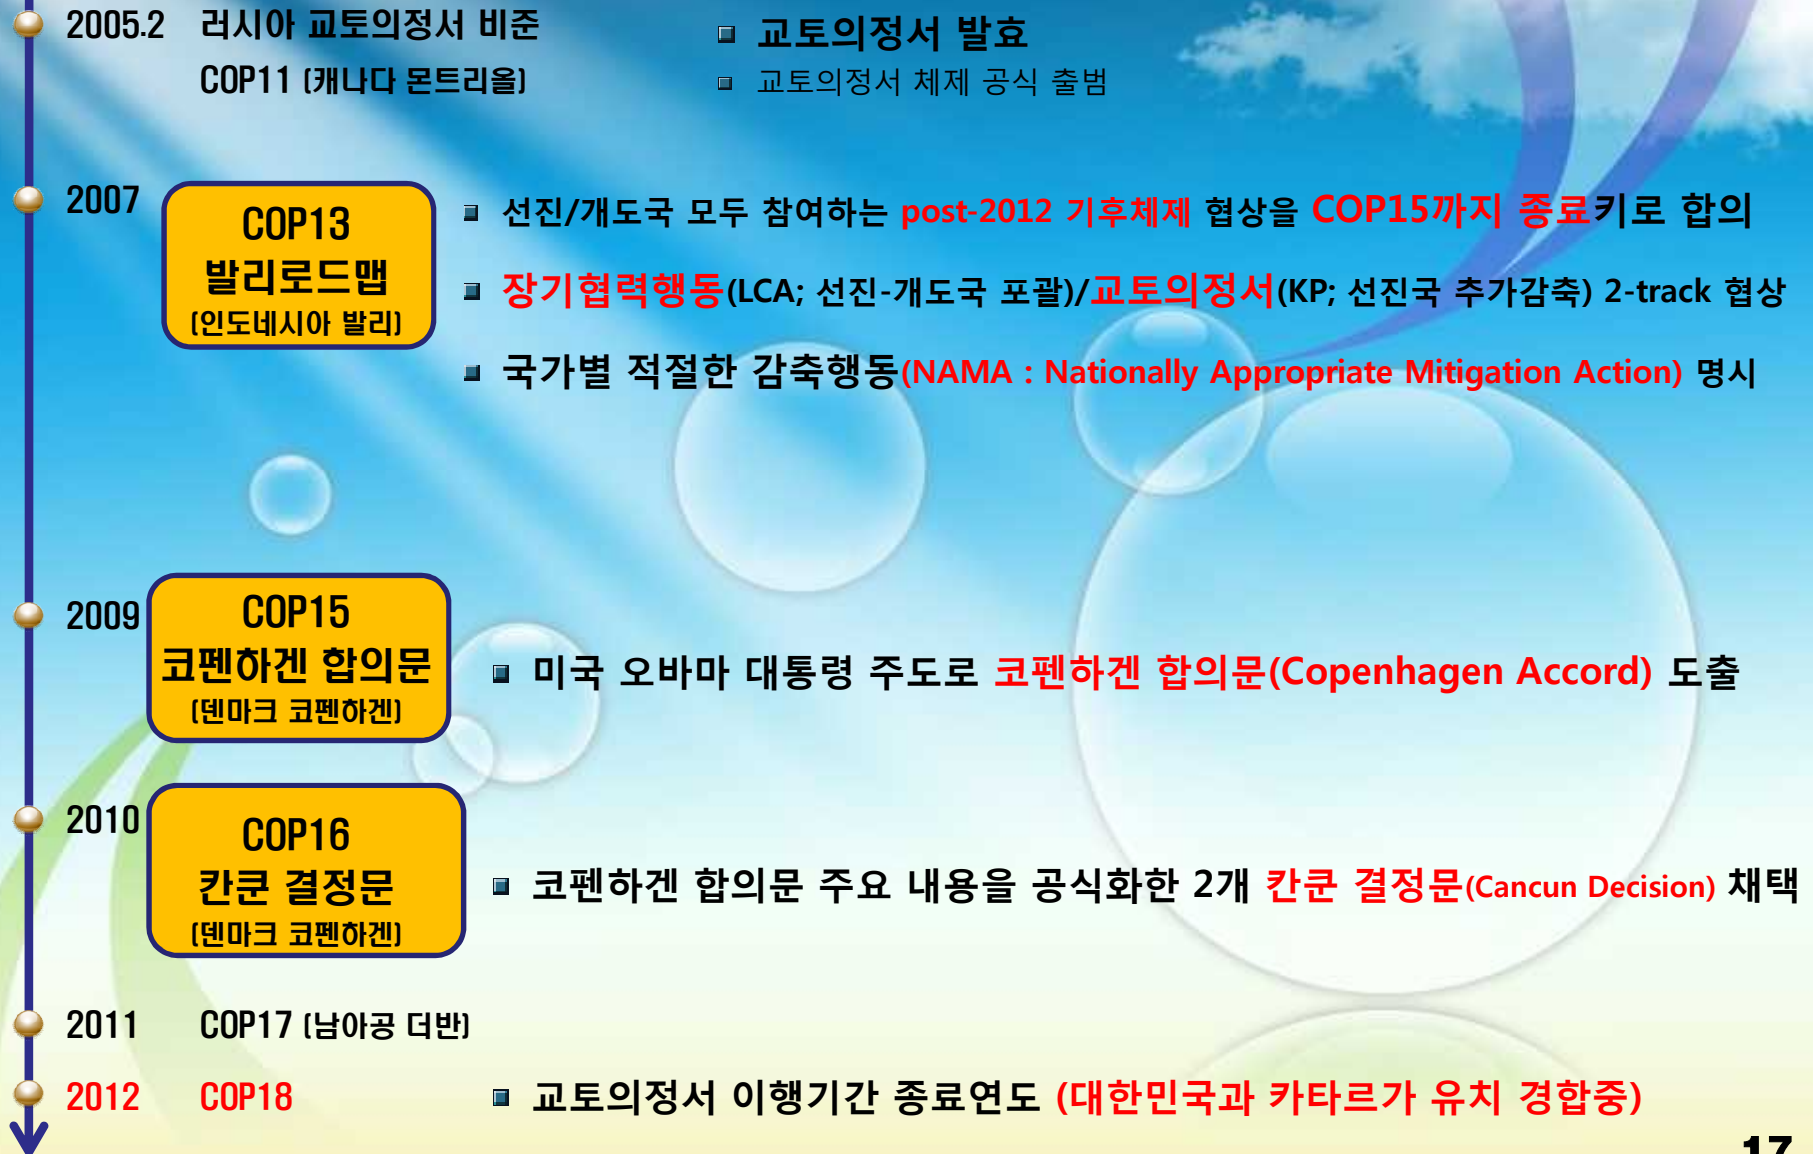 2005.2 러시아 교토의정서 비준 교토의정서 발효
COP11 (캐나다 몬트리올) 교토의정서 체제 공식 출범
2007
COP13
발리로드맵
(인도네시아 발리)
선진/개도국 모두 참여하는 post-2012 기후체제 협상을 COP15까지 종료키로 합의
장기협력행동(LCA; 선진-개도국 포괄)/교토의정서(KP; 선진국 추가감축) 2-track 협상
국가별 적절한 감축행동(NAMA : Nationally Appropriate Mitigation Action) 명시
2009
COP15
코펜하겐 합의문
(덴마크 코펜하겐)
미국 오바마 대통령 주도로 코펜하겐 합의문(Copenhagen Accord) 도출
2010
COP16
칸쿤 결정문
(덴마크 코펜하겐)
코펜하겐 합의문 주요 내용을 공식화한 2개 칸쿤 결정문(Cancun Decision) 채택
2011 COP17 (남아공 더반)
2012 COP18 교토의정서 이행기간 종료연도 (대한민국과 카타르가 유치 경합중)
17